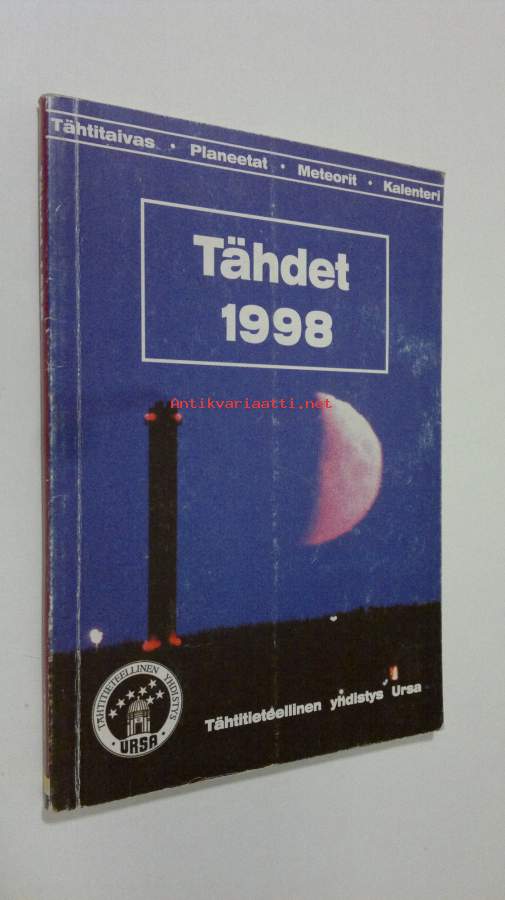 Tähtitaivas • Planeetat • Meteorit • Kalenteri
Tähdet
1998
Antikvariaatti.net
TÄHTITIETEELLINEN YHDISTYS
• URSA •
Tähtitieteellinen yhdistys Ursa